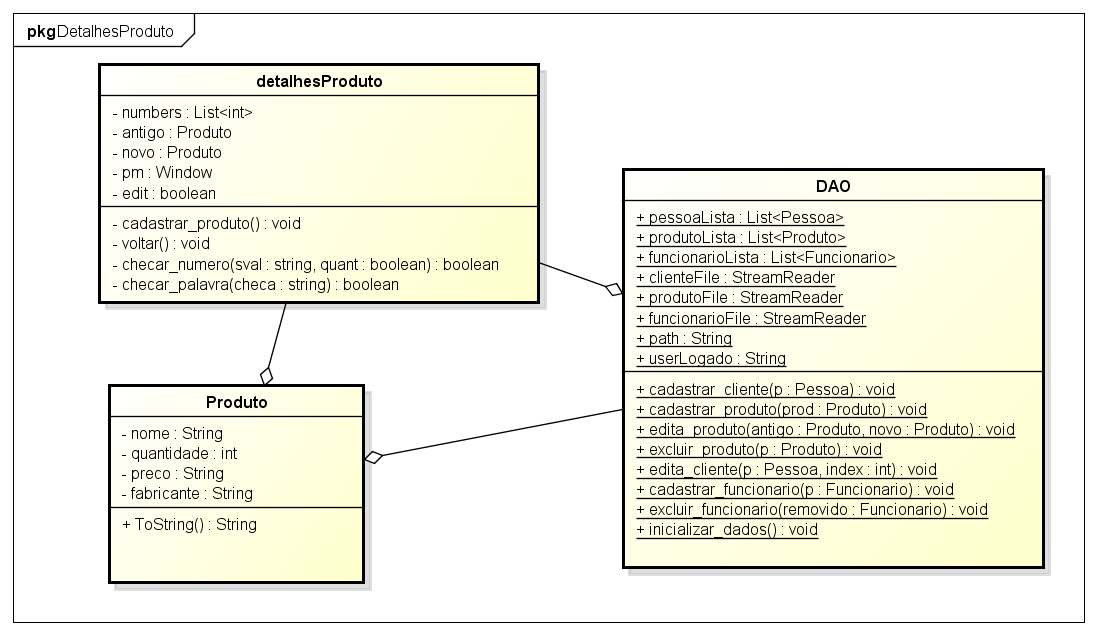 pkgDetalhesProduto
detalhesProduto
- numbers : List<int>
- antigo : Produto
- novo : Produto
- pm : Window
- edit : boolean
- cadastrar_produto() : void
- voltar() : void
- checar_numero(sval : string, quant : boolean) : boolean
- checar_palavra(checa : string) : boolean
DAO
+ pessoaLista : List<Pessoa>
+ produtoLista : List<Produto>
+ funcionarioLista : List<Funcionario>
+ clienteFile : StreamReader
+ produtoFile : StreamReader
+ funcionarioFile : StreamReader
+ path : String
+ userLogado : String
+ cadastrar_cliente(p : Pessoa) : void
+ cadastrar_produto(prod : Produto) : void
+ edita_produto(antigo : Produto, novo : Produto) : void
+ excluir_produto(p : Produto) : void
+ edita_cliente(p : Pessoa, index : int) : void
+ cadastrar_funcionario(p : Funcionario) : void
+ excluir_funcionario(removido : Funcionario) : void
+ inicializar_dados() : void
Produto
- nome : String
- quantidade : int
- preco : String
- fabricante : String
+ ToString() : String